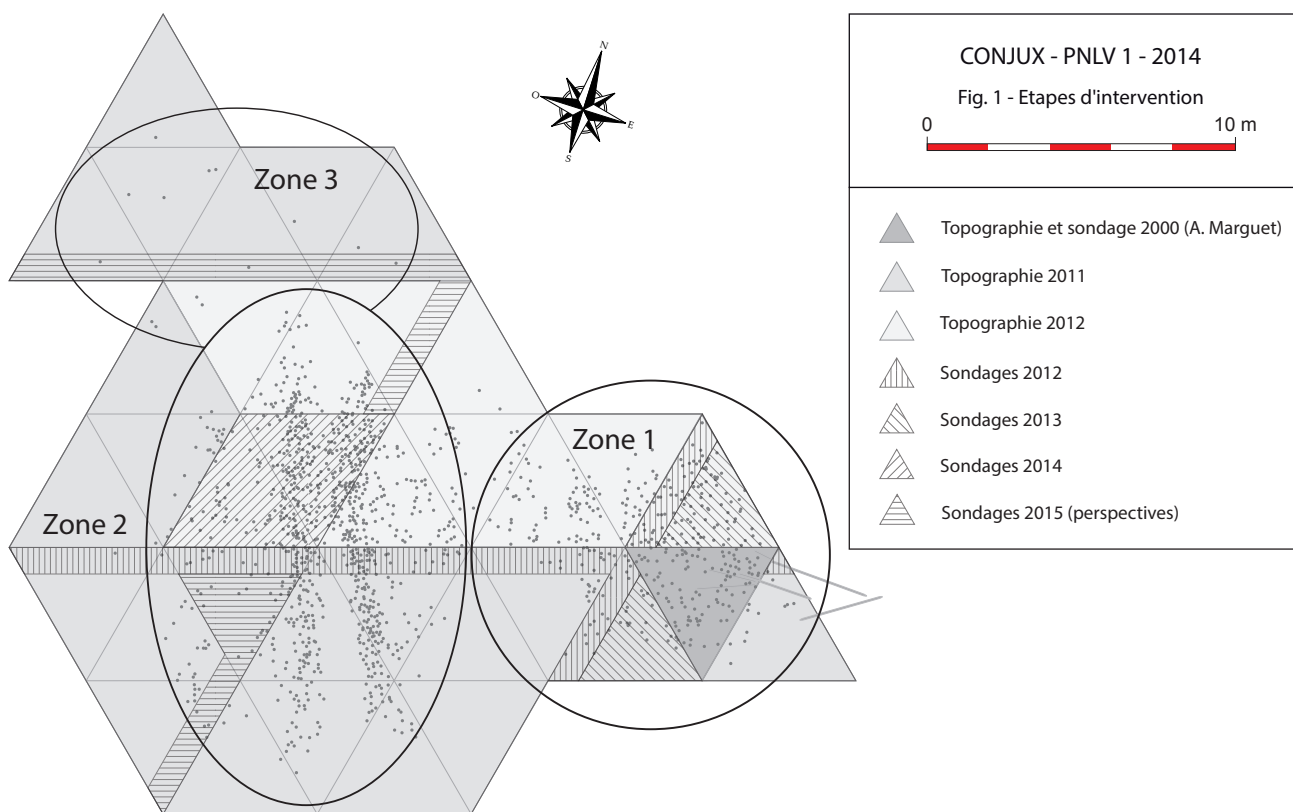 CONJUX - PNLV 1 - 2014
Fig. 1 - Etapes d'intervention
0 10 m
N
O
E
S
Zone 3
Zone 1
Zone 2
Topographie et sondage 2000 (A. Marguet)
Topographie 2011
Topographie 2012
Sondages 2012
Sondages 2013
Sondages 2014
Sondages 2015 (perspectives)